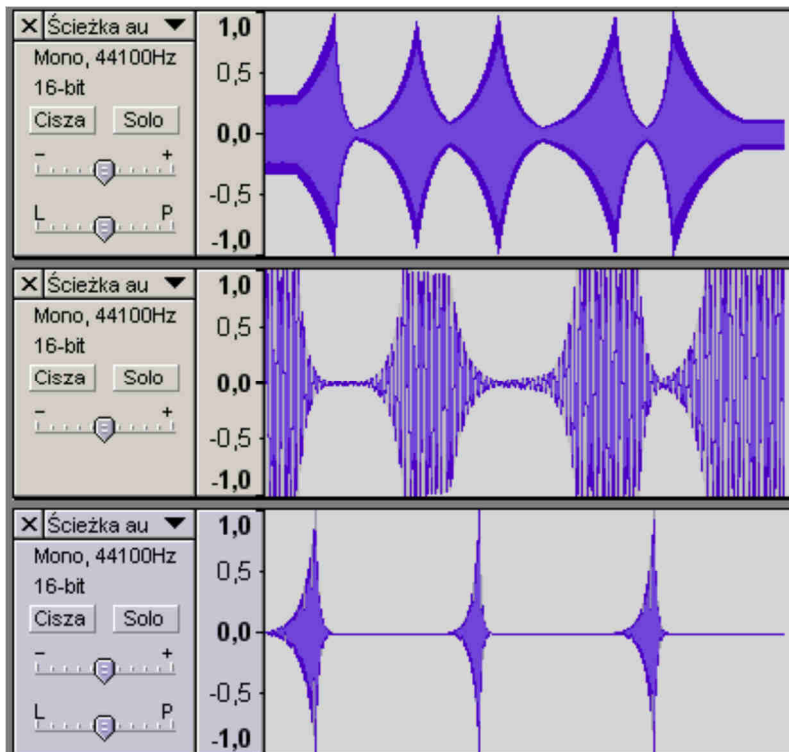 Ścieżka au
Mono, 44100Hz
16-bit
Cisza Solo
- +
L P
1,0
0,5
0,0
-0,5
-1,0
Ścieżka au
Mono, 44100Hz
16-bit
Cisza Solo
- +
1,0
0,5
0,0
-0,5
-1,0
Ścieżka au
Mono, 44100Hz
16-bit
Cisza Solo
- +
L P
1,0
0,5
0,0
-0,5
-1,0